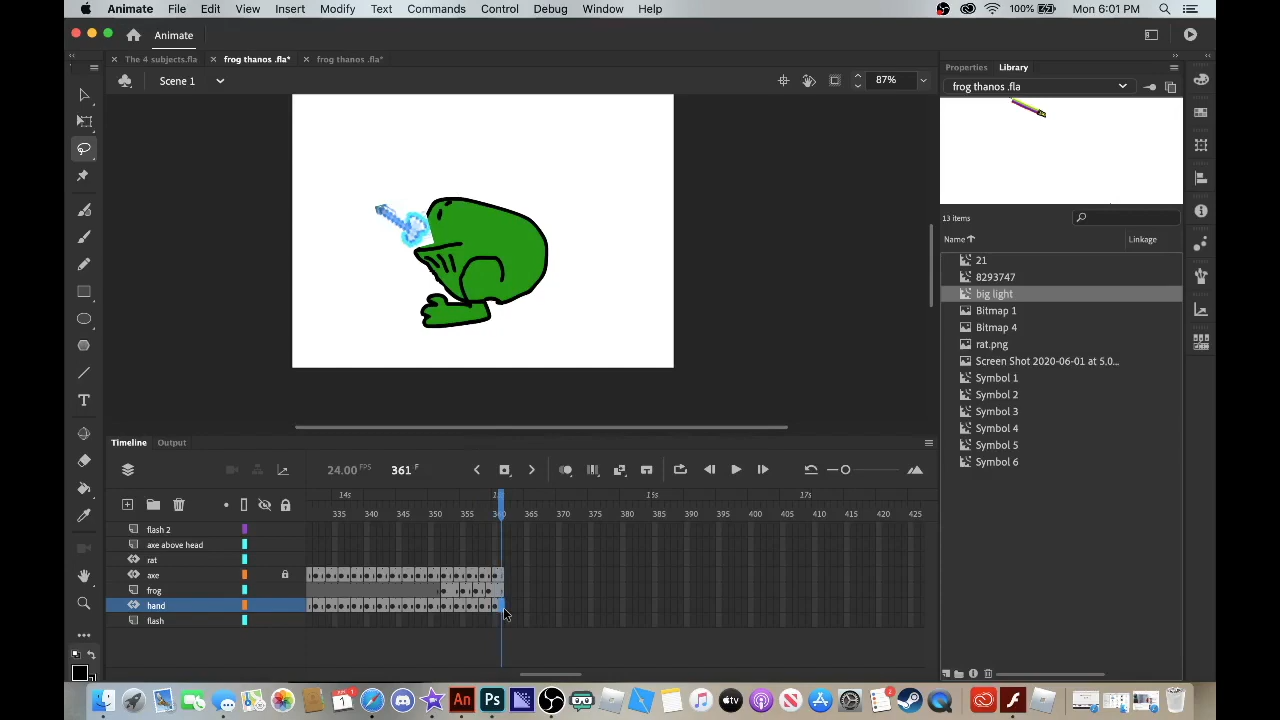 Animate File Edit View Insert Modify Text Commands Control Debug Window Help 100% Mon 6:01 PM
Animate
The 4 subjects.fla frog thanos .fla* frog thanos .fla*
Scene 1 87%
Properties Library
frog thanos .fla
13 items
Name Linkage
21
8293747
big light
Bitmap 1
Bitmap 4
rat.png
Screen Shot 2020-06-01 at 5.0...
Symbol 1
Symbol 2
Symbol 3
Symbol 4
Symbol 5
Symbol 6
Timeline Output
24.00 FPS 361 F
14s 16s 17s
335 340 345 350 355 360 365 370 375 380 385 390 395 400 405 410 415 420 425
flash 2
axe above head
rat
axe
frog
hand
flash